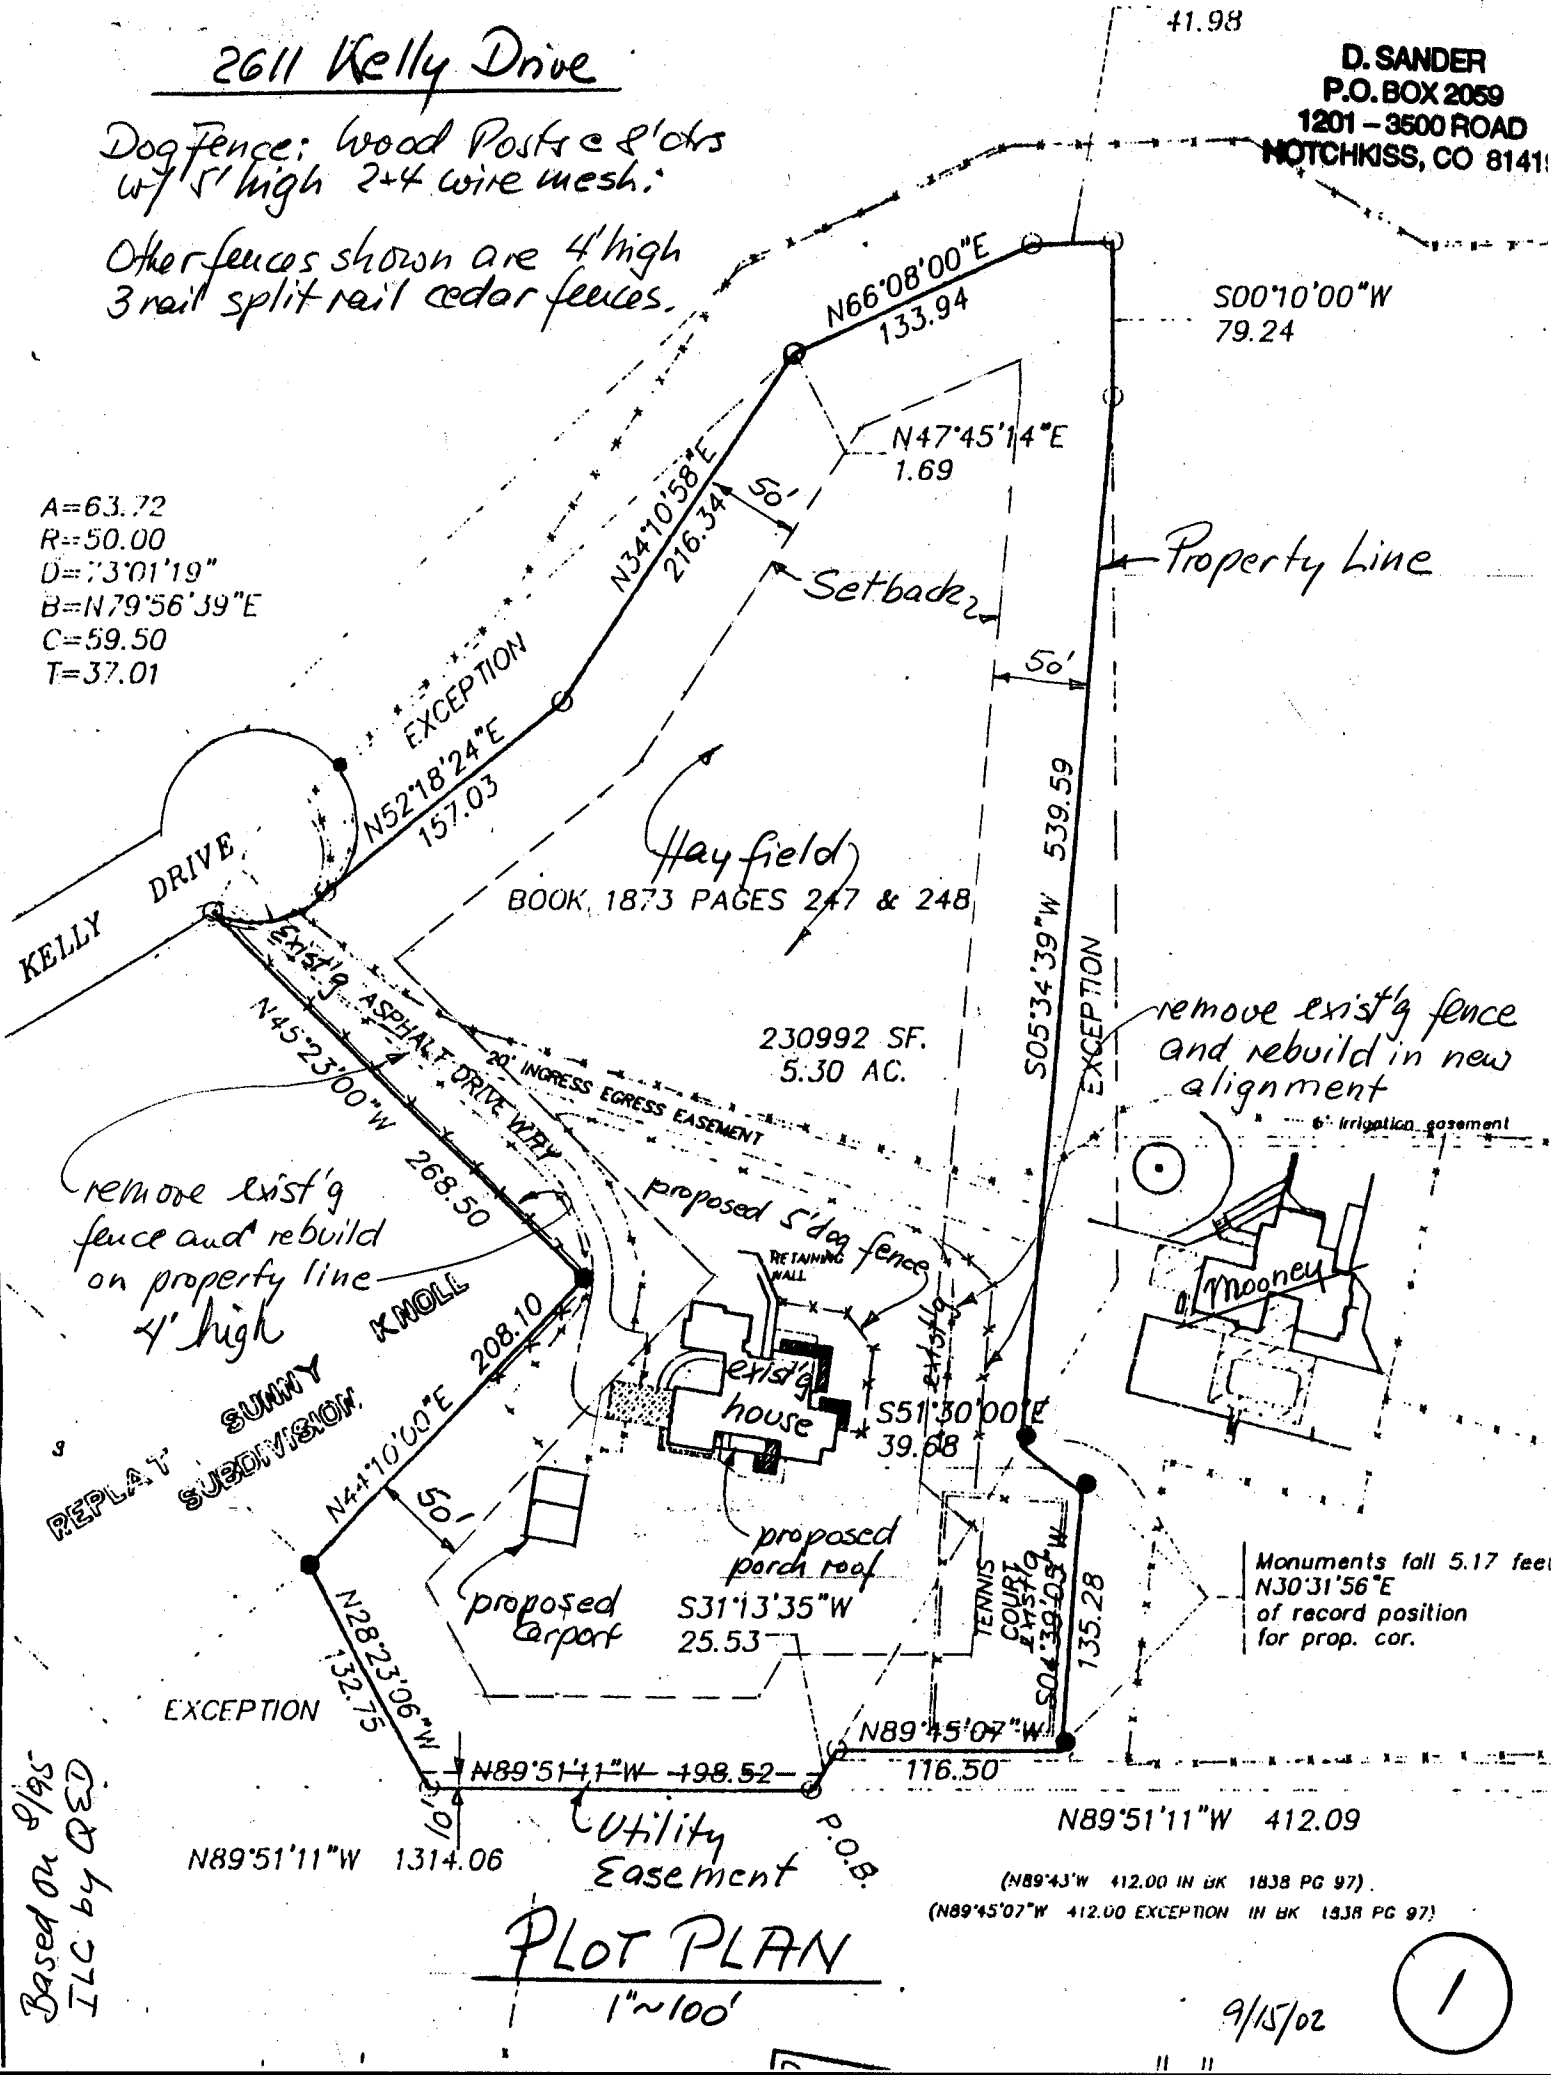 2611 Kelly Drive
41.98
D. SANDER
P.O. BOX 2059
1201 – 3500 ROAD
HOTCHKISS, CO 8141
Dog Fence: Wood Posts @ 8' ctrs
w/ 5' high 2x4 wire mesh.
Other fences shown are 4' high
3 rail split rail cedar fences.
N66°08'00"E
133.94
S00°10'00"W
79.24
N47°45'14"E
1.69
A=63.72
R=50.00
D=73°01'19"
B=N79°56'39"E
C=59.50
T=37.01
N34°10'58"E
216.34
50'
Setback
Property Line
50'
EXCEPTION
N52°18'24"E
157.03
539.59
S05°34'39"W
EXCEPTION
Hayfield
BOOK 1873 PAGES 247 & 248
KELLY DRIVE
Exist'g ASPHALT DRIVE WAY
20' INGRESS EGRESS EASEMENT
230992 SF.
5.30 AC.
remove exist'g fence
and rebuild in new
alignment
6' irrigation easement
N45°23'00"W
268.50
remove exist'g
fence and rebuild
on property line
4' high
proposed 5' dog fence
RETAINING
WALL
exist'g
Mooney
exist'g
house
S51°30'00"E
39.68
REPLAT SUNNY KNOLL
SUBDIVISION
N44°10'00"E
208.10
50'
proposed
porch roof
proposed
Carport
S31°13'35"W
25.53
TENNIS
COURT
EXIST'G
S04°39'05"W
135.28
Monuments fall 5.17 fee
N30°31'56"E
of record position
for prop. cor.
EXCEPTION
N28°23'06"W
132.75
N89°45'07"W
116.50
N89°51'11"W 198.52
10'
Utility
Easement
P.O.B.
N89°51'11"W 1314.06
N89°51'11"W 412.09
(N89°43'W 412.00 IN BK 1838 PG 97)
(N89°45'07"W 412.00 EXCEPTION IN BK 1838 PG 97)
Based on 8/95
ILC by QED
PLOT PLAN
1"~100'
9/15/02
1